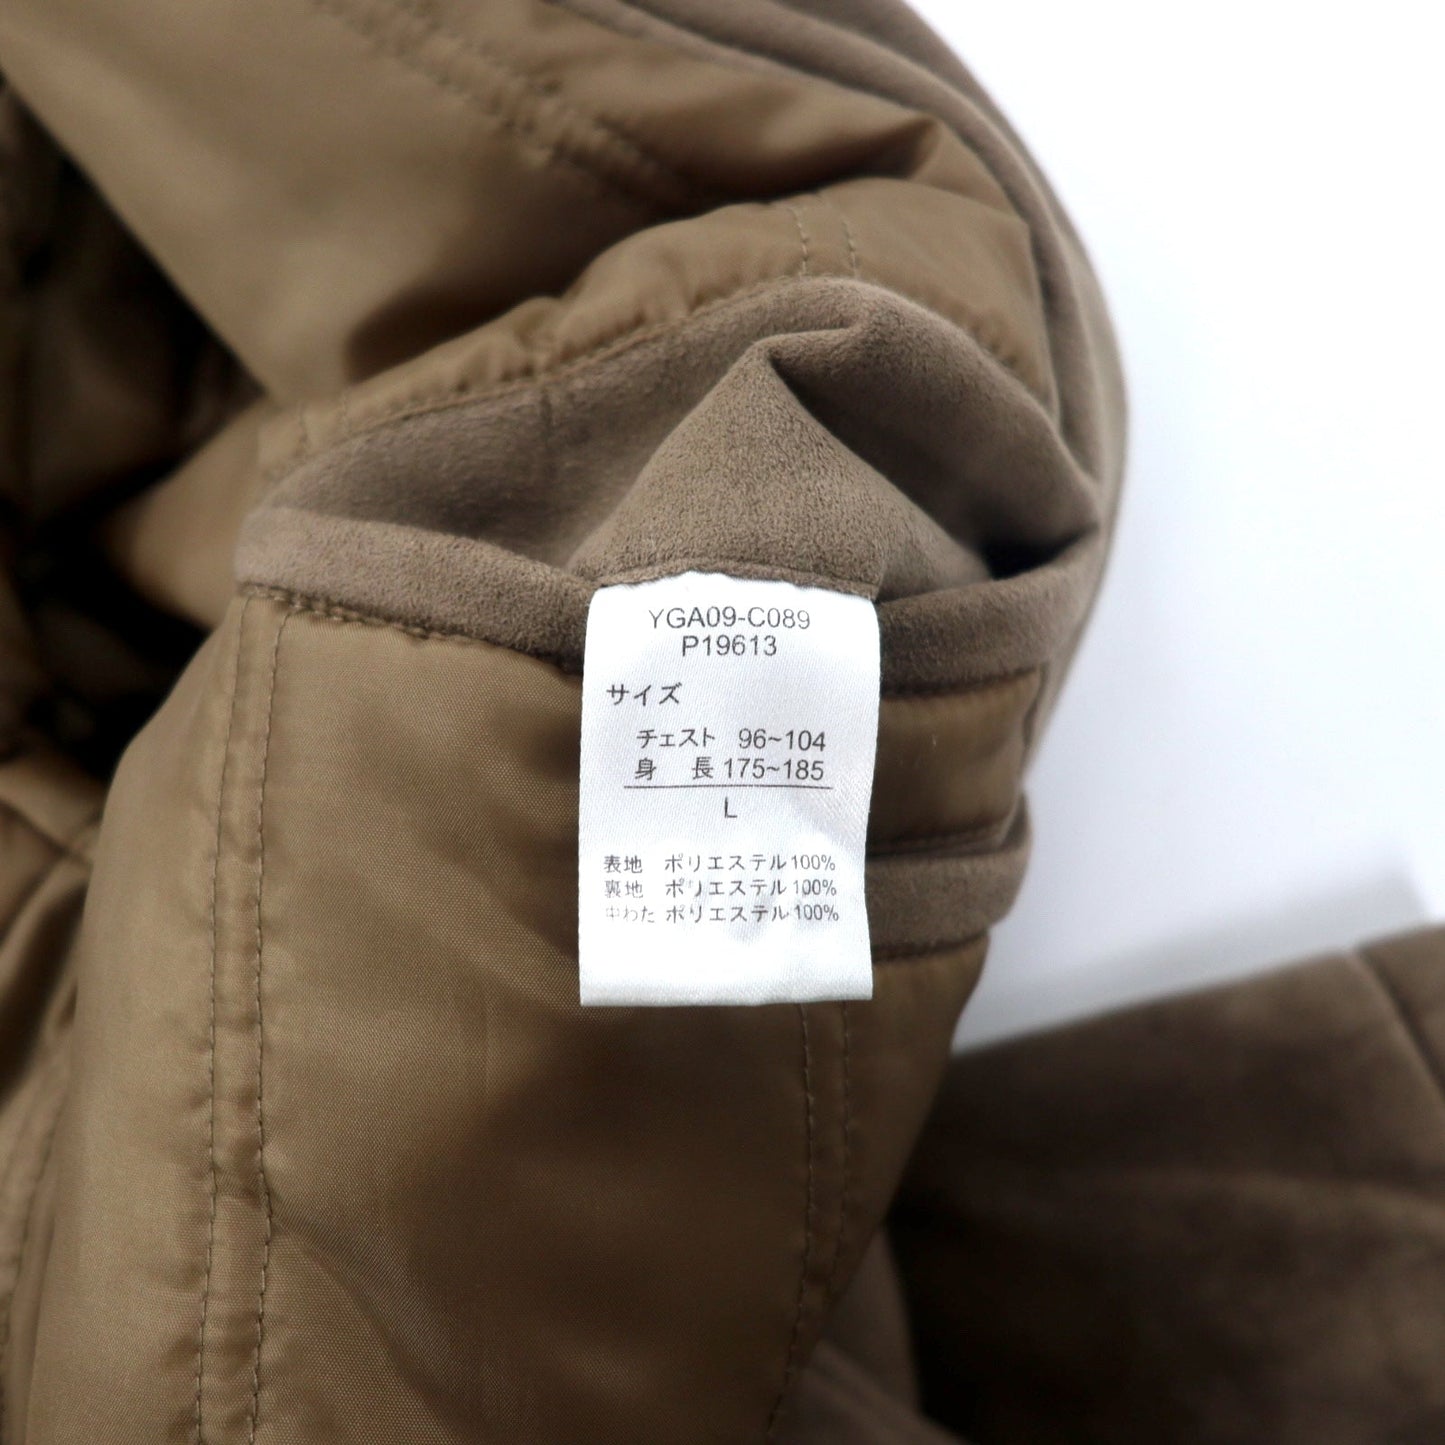 YGA09-C089
P19613
サイズ
チェスト 96~104
身 長 175~185
L
表地 ポリエステル100%
裏地 ポリエステル100%
中わた ポリエステル100%